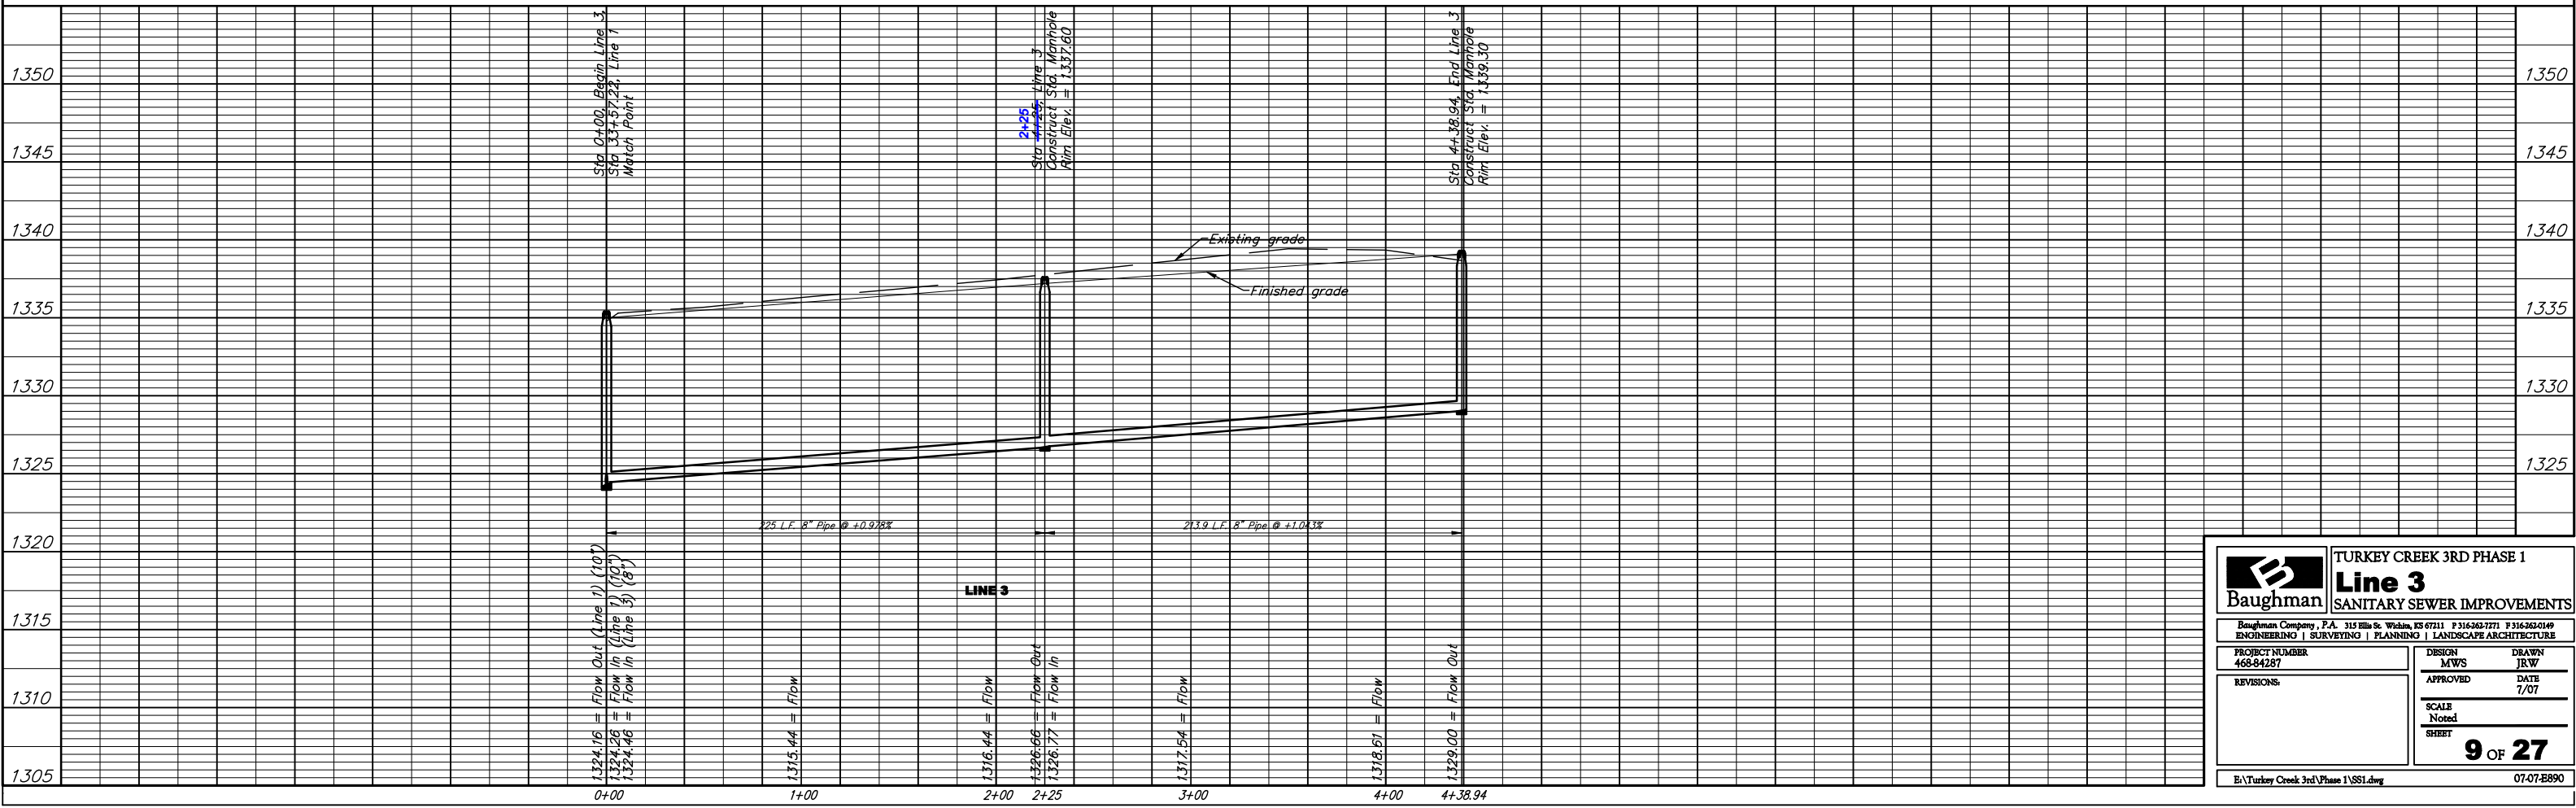 Sta 0+00, Begin Line 3,
Sta 33+57.22, Line 1
Match Point
2+25
Sta 4+25, Line 3
Construct Std. Manhole
Rim Elev. = 1337.60
Sta 4+38.94, End Line 3
Construct Std. Manhole
Rim Elev. = 1339.30
1350 1350
1345 1345
1340 1340
1335 1335
1330 1330
1325 1325
1320
1315
1310
1305
Existing grade
Finished grade
225 L.F. 8" Pipe @ +0.978%
213.9 L.F. 8" Pipe @ +1.043%
LINE 3
1324.16 = Flow Out (Line 1) (10")
1324.26 = Flow In (Line 1) (10")
1324.46 = Flow In (Line 3) (8")
1315.44 = Flow
1316.44 = Flow
1326.66 = Flow Out
1326.77 = Flow In
1317.54 = Flow
1318.61 = Flow
1329.00 = Flow Out
0+00 1+00 2+00 2+25 3+00 4+00 4+38.94
Baughman
TURKEY CREEK 3RD PHASE 1
Line 3
SANITARY SEWER IMPROVEMENTS
Baughman Company, P.A. 315 Ellis St. Wichita, KS 67211 P 316-262-7271 F 316-262-0149
ENGINEERING | SURVEYING | PLANNING | LANDSCAPE ARCHITECTURE
PROJECT NUMBER
468-84287
REVISIONS:
DESIGN DRAWN
MWS JRW
APPROVED DATE
7/07
SCALE
Noted
SHEET
9 OF 27
E:\Turkey Creek 3rd\Phase 1\SS1.dwg 07-07-E890